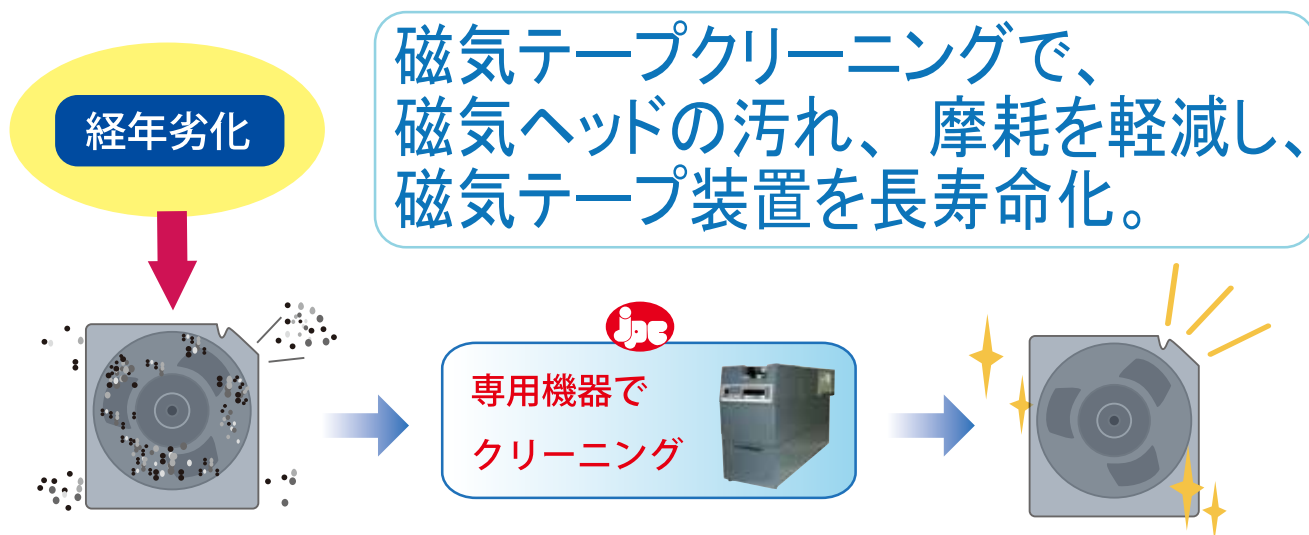 経年劣化
磁気テープクリーニングで、
磁気ヘッドの汚れ、摩耗を軽減し、
磁気テープ装置を長寿命化。
jpc
専用機器で
クリーニング